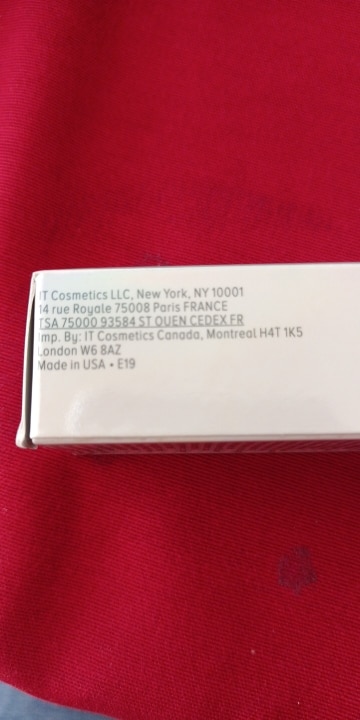 IT Cosmetics LLC, New York, NY 10001
14 rue Royale 75008 Paris FRANCE
TSA 75000 93584 ST OUEN CEDEX FR
Imp. By: IT Cosmetics Canada, Montreal H4T 1K5
London W6 8AZ
Made in USA • E19